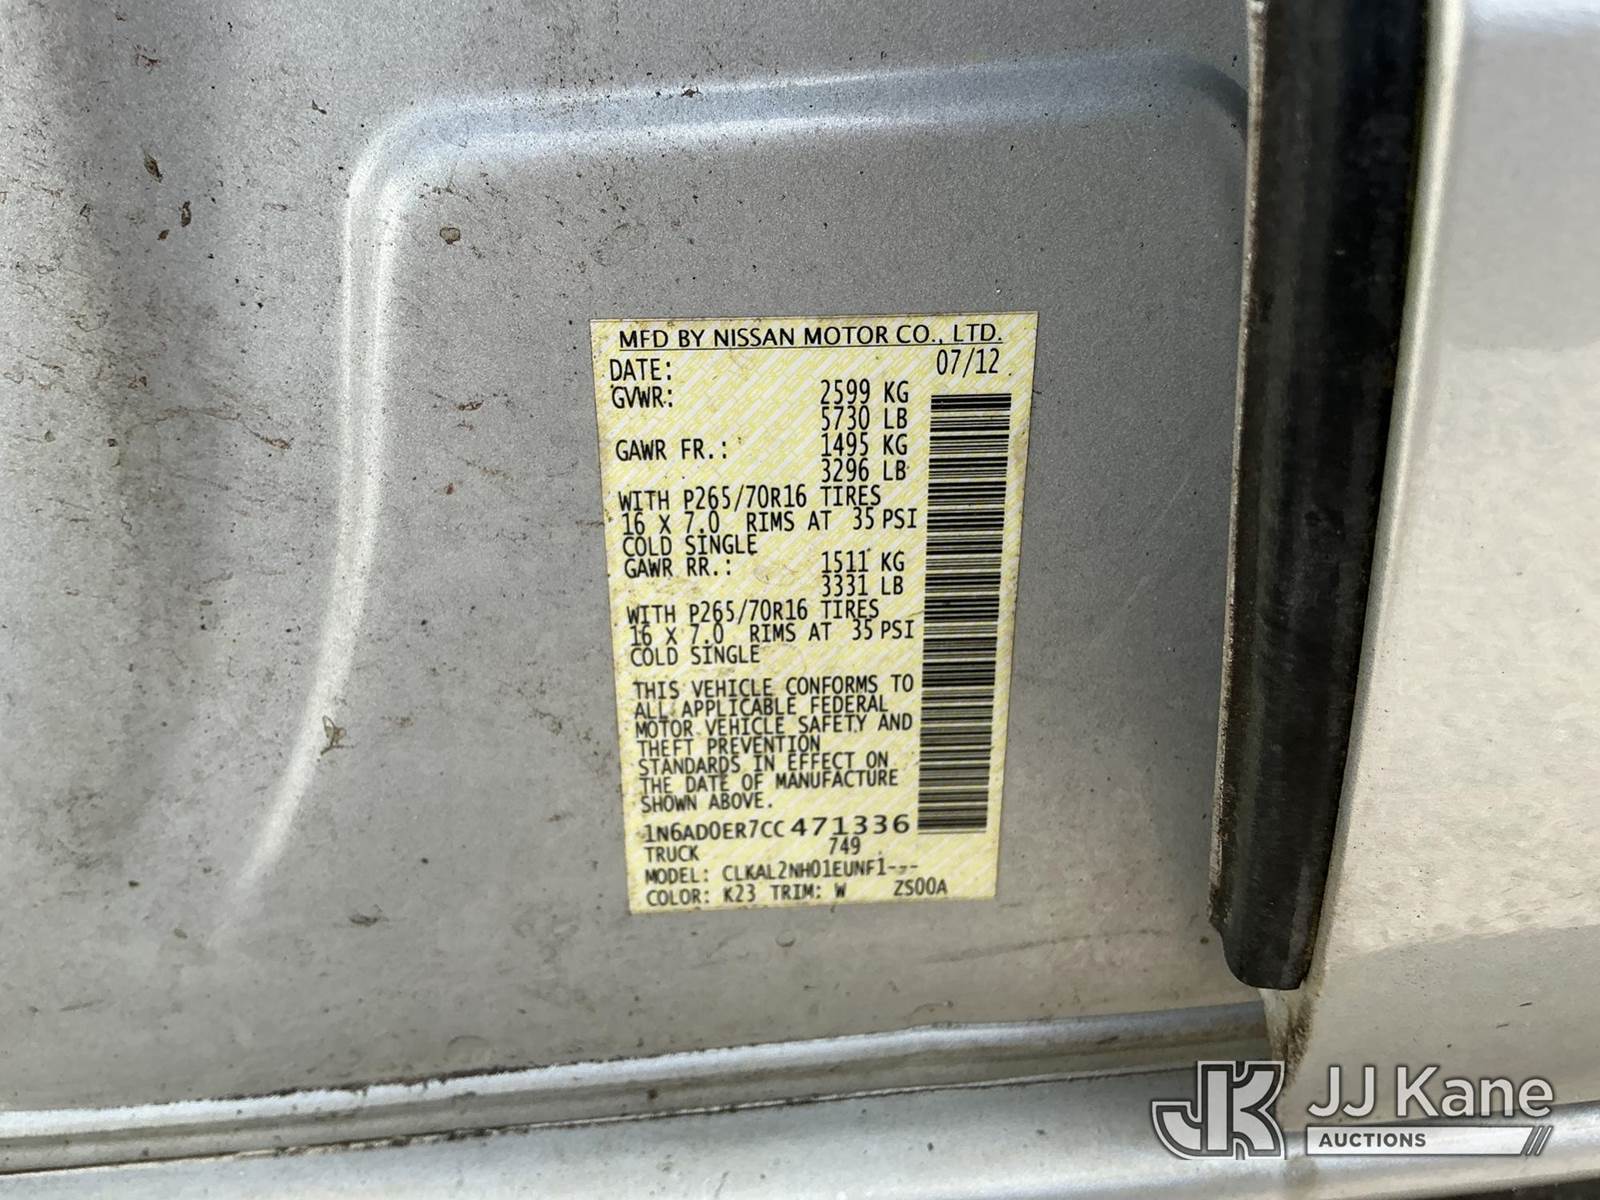 MFD BY NISSAN MOTOR CO., LTD.
DATE: 07/12
GVWR: 2599 KG
5730 LB
GAWR FR.: 1495 KG
3296 LB
WITH P265/70R16 TIRES
16 X 7.0 RIMS AT 35 PSI
COLD SINGLE
GAWR RR.: 1511 KG
3331 LB
WITH P265/70R16 TIRES
16 X 7.0 RIMS AT 35 PSI
COLD SINGLE
THIS VEHICLE CONFORMS TO
ALL APPLICABLE FEDERAL
MOTOR VEHICLE SAFETY AND
THEFT PREVENTION
STANDARDS IN EFFECT ON
THE DATE OF MANUFACTURE
SHOWN ABOVE.
1N6AD0ER7CC471336
TRUCK 749
MODEL: CLKAL2NH01EUNF1---
COLOR: K23 TRIM: W ZS00A
JK JJ Kane
AUCTIONS